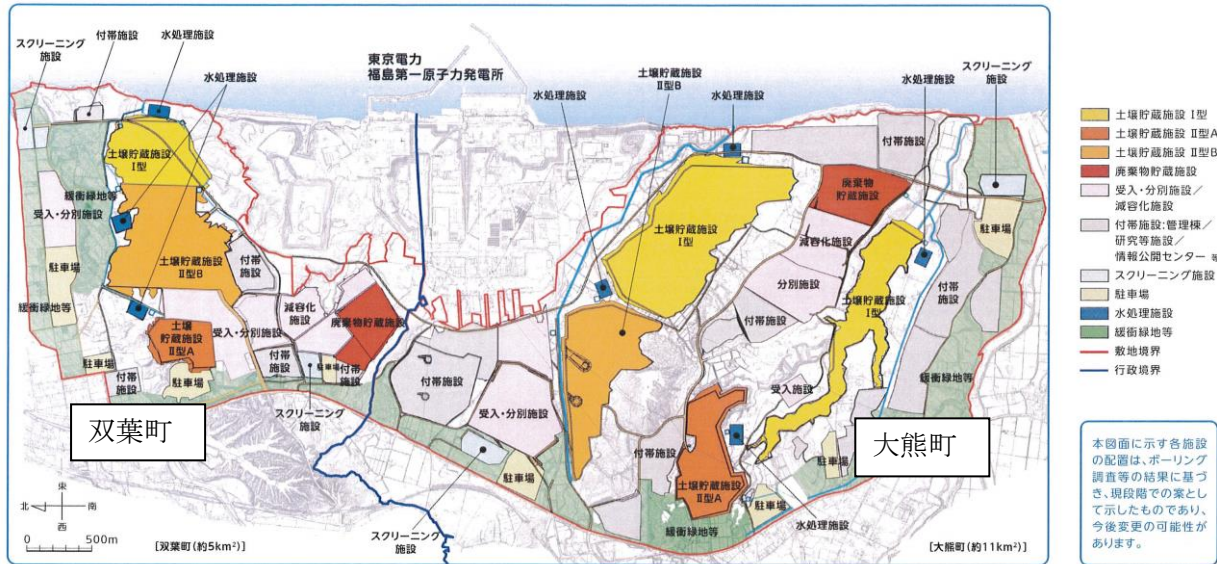 スクリーニング
施設
付帯施設
水処理施設
水処理施設
東京電力
福島第一原子力発電所
土壌貯蔵施設
Ⅱ型B
水処理施設
水処理施設
水処理施設
スクリーニング
施設
土壌貯蔵施設
Ⅰ型
緩衝緑地等
受入・分別施設
駐車場
緩衝緑地等
土壌貯蔵施設
Ⅱ型B
付帯
施設
土壌
貯蔵施設
Ⅱ型A
受入・分別施設
減容化
施設
廃棄物貯蔵施設
駐車場
付帯
施設
駐車場
付帯
施設
駐車場
付帯
施設
スクリーニング
施設
付帯施設
受入・分別施設
スクリーニング
施設
駐車場
土壌貯蔵施設
Ⅰ型
付帯施設
廃棄物
貯蔵施設
減容化施設
分別施設
付帯施設
土壌貯蔵施設
Ⅰ型
受入施設
付帯施設
土壌貯蔵施設
Ⅱ型A
駐車場
水処理施設
緩衝緑地等
駐車場
付帯
施設
緩衝緑地等
駐車場
双葉町
大熊町
東
北
南
西
0
500m
[双葉町(約5km²)]
[大熊町(約11km²)]
土壌貯蔵施設 Ⅰ型
土壌貯蔵施設 Ⅱ型A
土壌貯蔵施設 Ⅱ型B
廃棄物貯蔵施設
受入・分別施設/
減容化施設
付帯施設:管理棟/
研究等施設/
情報公開センター 等
スクリーニング施設
駐車場
水処理施設
緩衝緑地等
敷地境界
行政境界
本図面に示す各施設
の配置は、ボーリング
調査等の結果に基づ
き、現段階での案とし
て示したものであり、
今後変更の可能性が
あります。